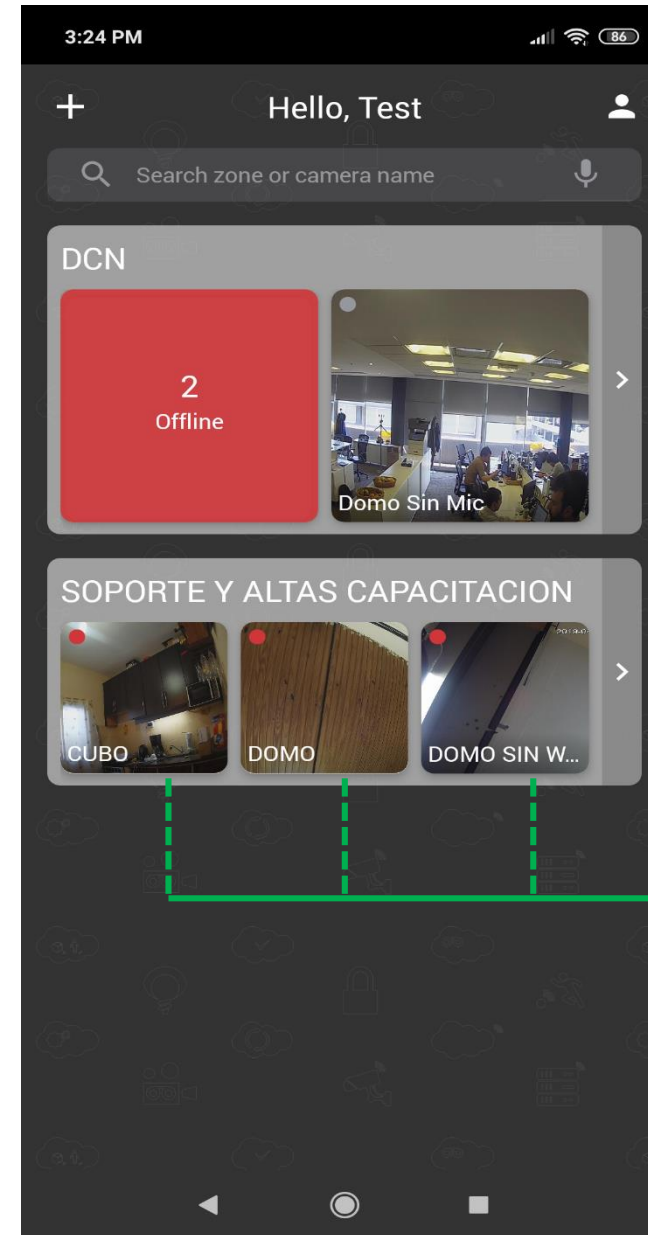 3:24 PM
86
Hello, Test
Search zone or camera name
DCN
2
Offline
Domo Sin Mic
SOPORTE Y ALTAS CAPACITACION
CUBO
DOMO
DOMO SIN W...